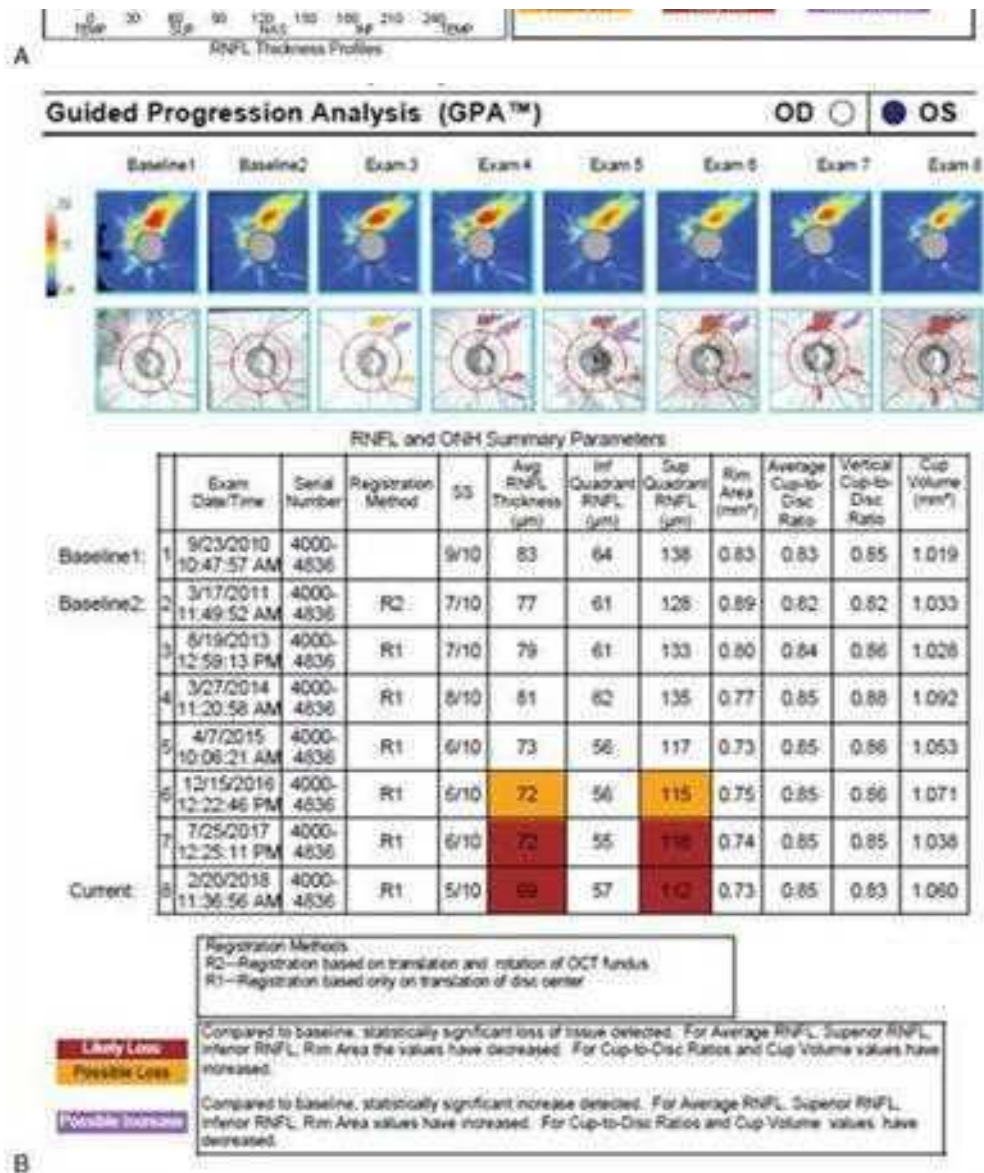 0 30 60 90 120 150 180 210 240
TEMP SUP NAS INF TEMP
RNFL Thickness Profiles
A
Guided Progression Analysis (GPA™) OD OS
Baseline1 Baseline2 Exam 3 Exam 4 Exam 5 Exam 6 Exam 7 Exam 8
RNFL and ONH Summary Parameters
Exam Date/Time Serial Number Registration Method SS Avg RNFL Thickness (μm) Inf Quadrant RNFL (μm) Sup Quadrant RNFL (μm) Rim Area (mm²) Average Cup-to-Disc Ratio Vertical Cup-to-Disc Ratio Cup Volume (mm³)
Baseline1: 1 9/23/2010 10:47:57 AM 4000-4836 9/10 83 64 138 0.83 0.83 0.85 1.019
Baseline2: 2 3/17/2011 11:49:52 AM 4000-4836 R2 7/10 77 61 128 0.89 0.82 0.82 1.033
3 8/19/2013 12:59:13 PM 4000-4836 R1 7/10 79 61 133 0.80 0.84 0.86 1.028
4 3/27/2014 11:20:58 AM 4000-4836 R1 8/10 81 62 135 0.77 0.85 0.88 1.092
5 4/7/2015 10:06:21 AM 4000-4836 R1 6/10 73 56 117 0.73 0.85 0.86 1.053
6 12/15/2016 12:22:46 PM 4000-4836 R1 6/10 72 56 115 0.75 0.85 0.86 1.071
7 7/25/2017 12:25:11 PM 4000-4836 R1 6/10 72 55 0.74 0.85 0.85 1.038
Current: 8 2/20/2018 11:36:56 AM 4000-4836 R1 5/10 69 57 112 0.73 0.85 0.83 1.060
Registration Methods
R2—Registration based on translation and rotation of OCT fundus
R1—Registration based only on translation of disc center
Likely Loss
Possible Loss
Compared to baseline, statistically significant loss of tissue detected. For Average RNFL, Superior RNFL,
Inferior RNFL, Rim Area the values have decreased. For Cup-to-Disc Ratios and Cup Volume values have
increased.
Possible Increase
Compared to baseline, statistically significant increase detected. For Average RNFL, Superior RNFL,
Inferior RNFL, Rim Area values have increased. For Cup-to-Disc Ratios and Cup Volume values have
decreased.
B